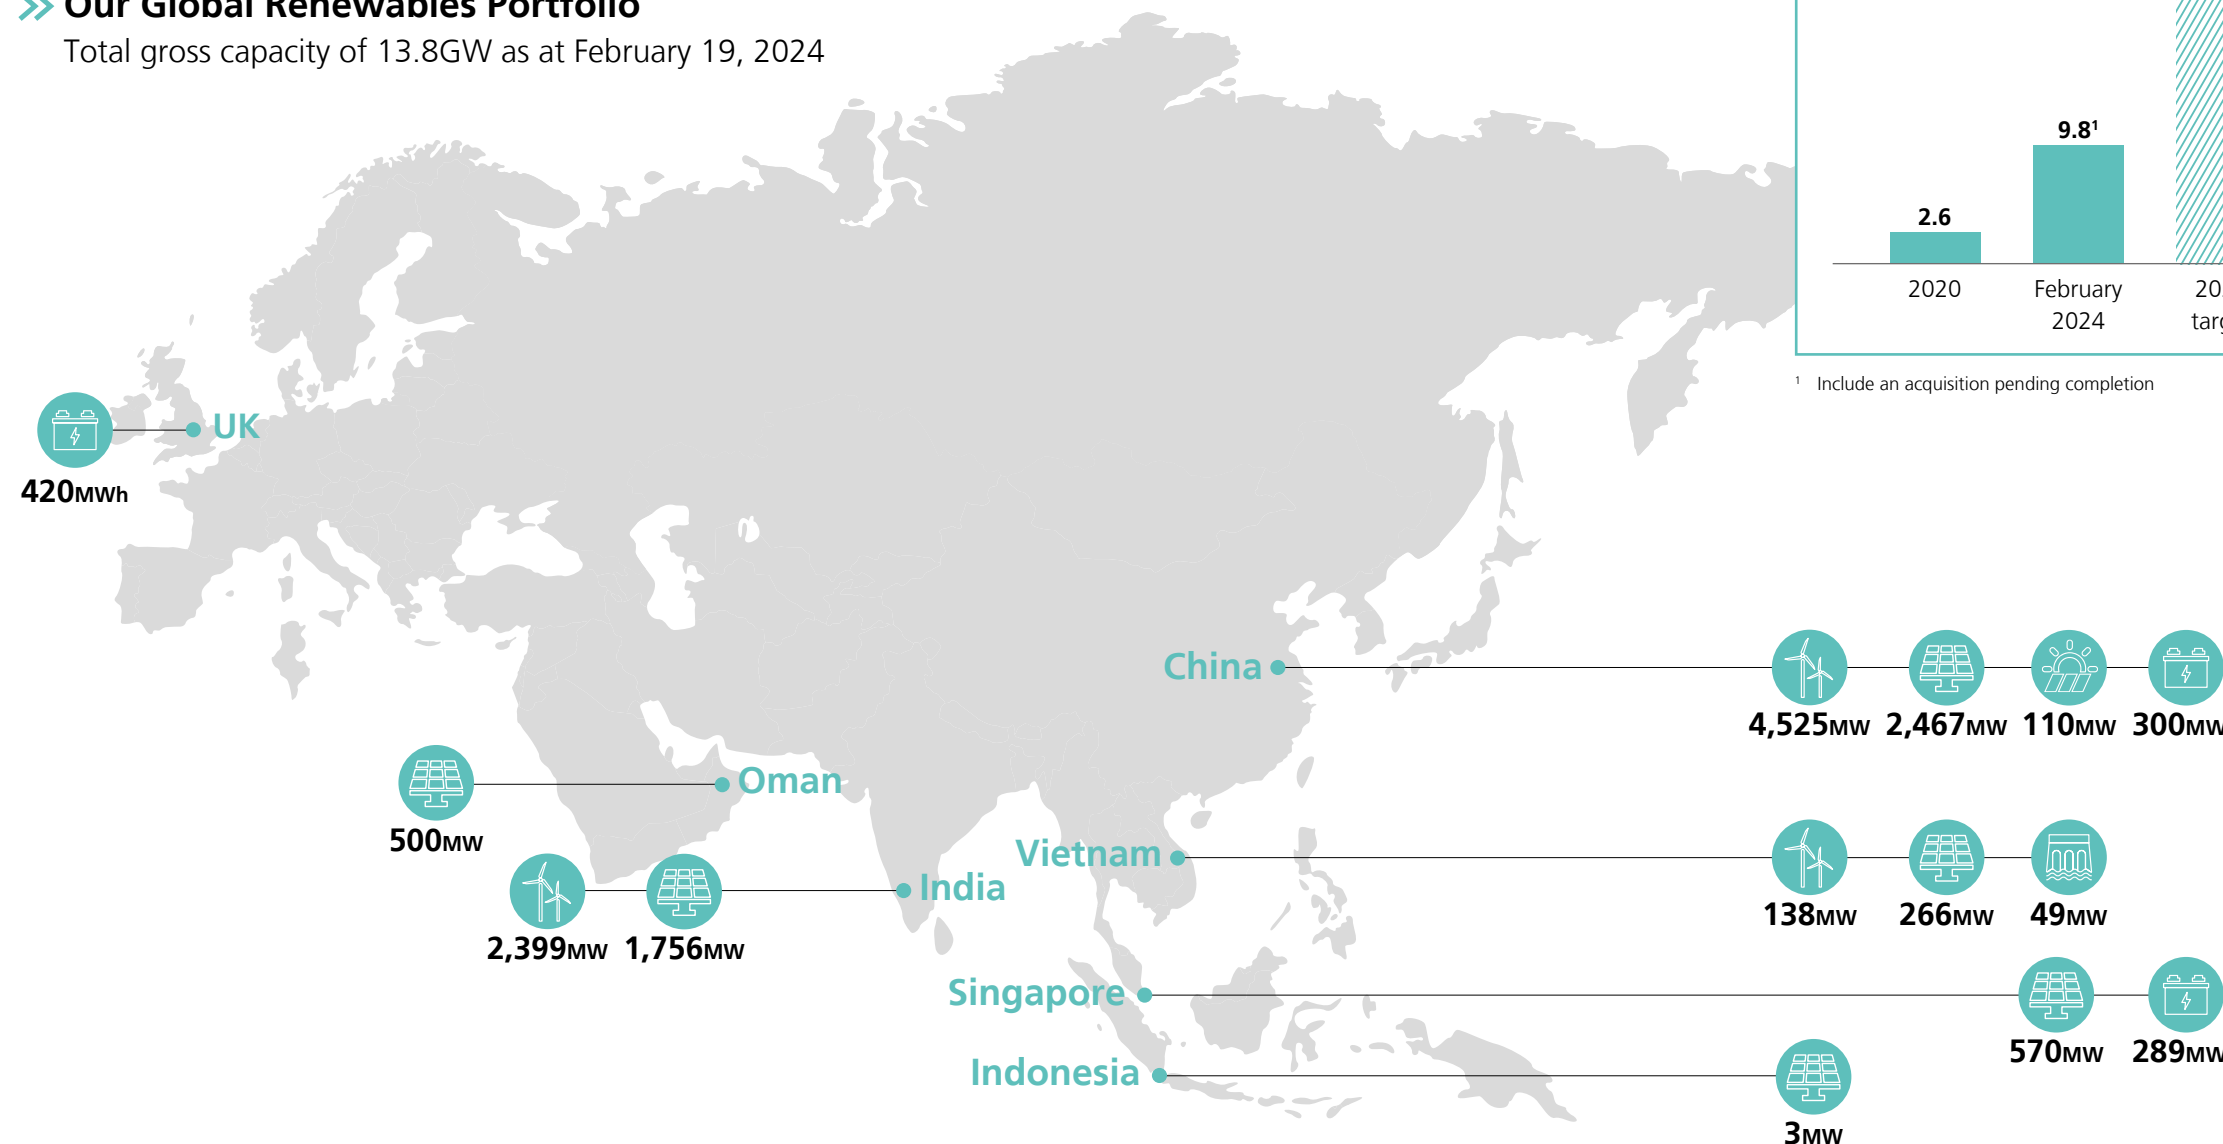 Our Global Renewables Portfolio
Total gross capacity of 13.8GW as at February 19, 2024
9.8¹
2.6
2020
February
2024
¹ Include an acquisition pending completion
UK
420MWh
China
4,525MW 2,467MW 110MW 300MW
Oman
500MW
Vietnam
138MW 266MW 49MW
India
2,399MW 1,756MW
Singapore
570MW 289MW
Indonesia
3MW